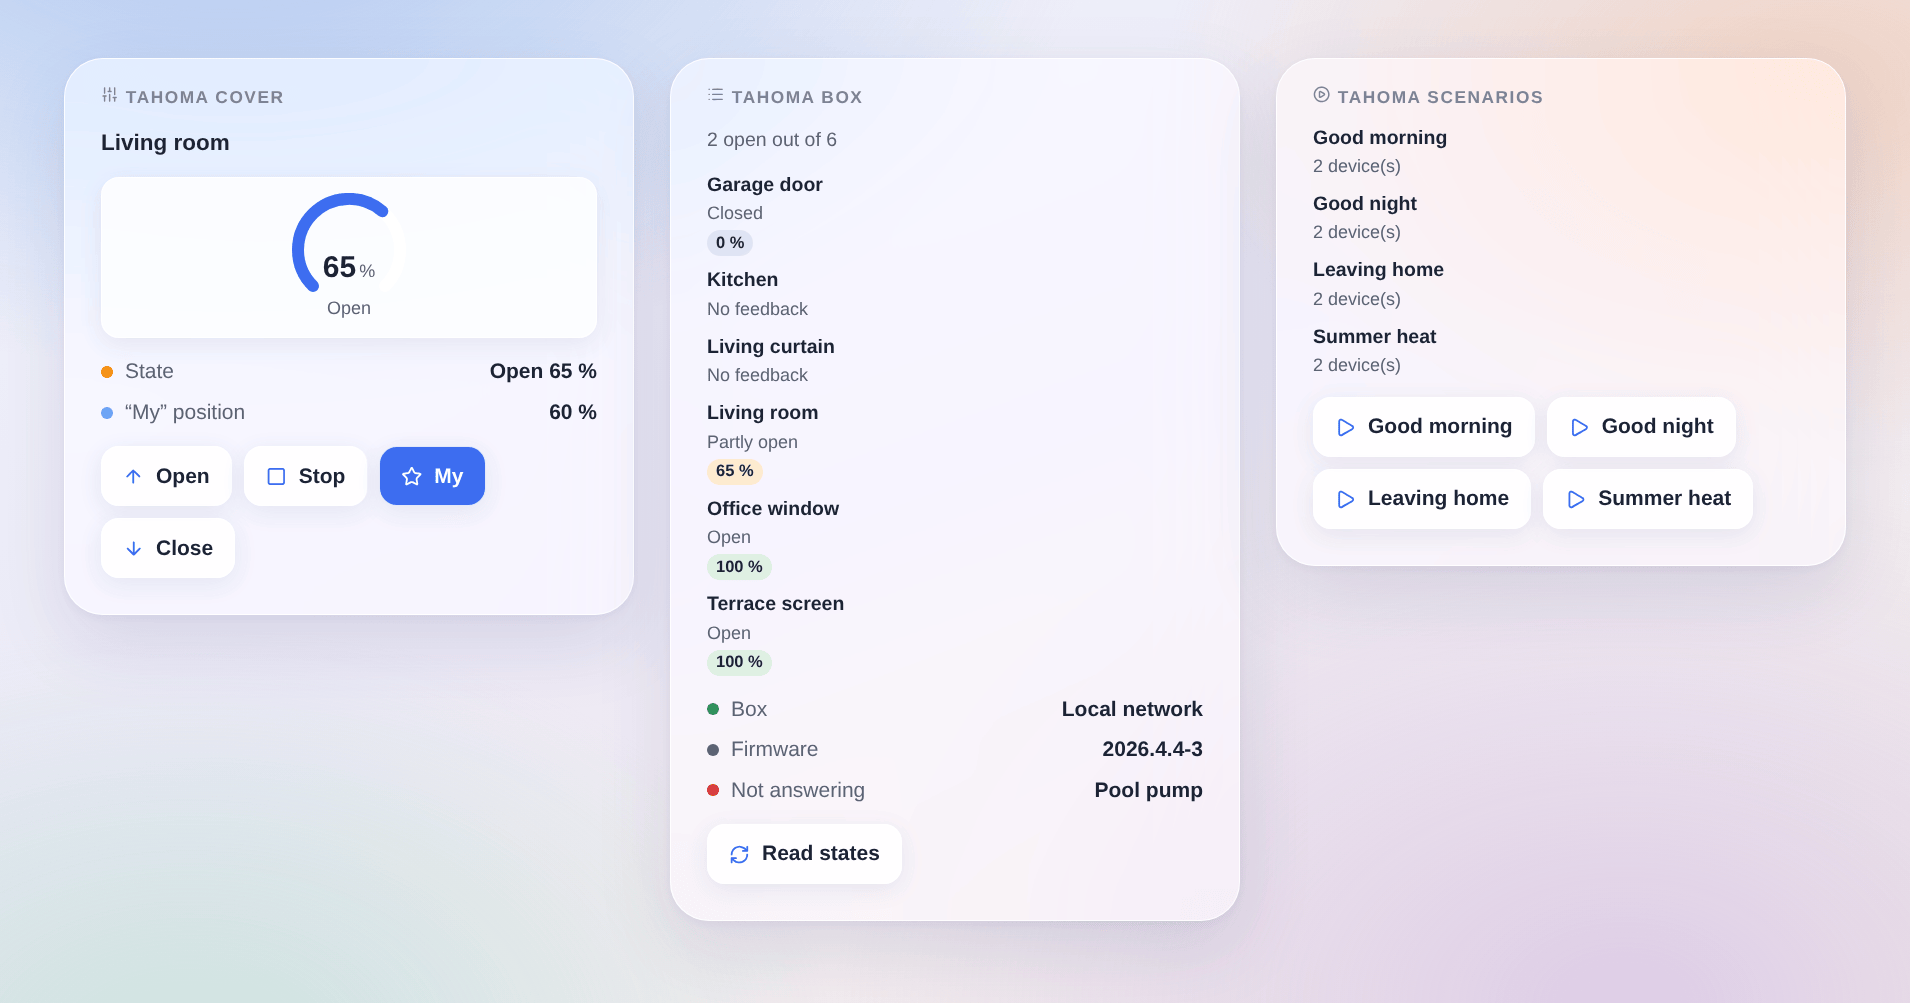 TAHOMA COVER
Living room
65 %
Open
State Open 65 %
“My” position 60 %
Open Stop My
Close
TAHOMA BOX
2 open out of 6
Garage door
Closed
0 %
Kitchen
No feedback
Living curtain
No feedback
Living room
Partly open
65 %
Office window
Open
100 %
Terrace screen
Open
100 %
Box Local network
Firmware 2026.4.4-3
Not answering Pool pump
Read states
TAHOMA SCENARIOS
Good morning
2 device(s)
Good night
2 device(s)
Leaving home
2 device(s)
Summer heat
2 device(s)
Good morning Good night
Leaving home Summer heat